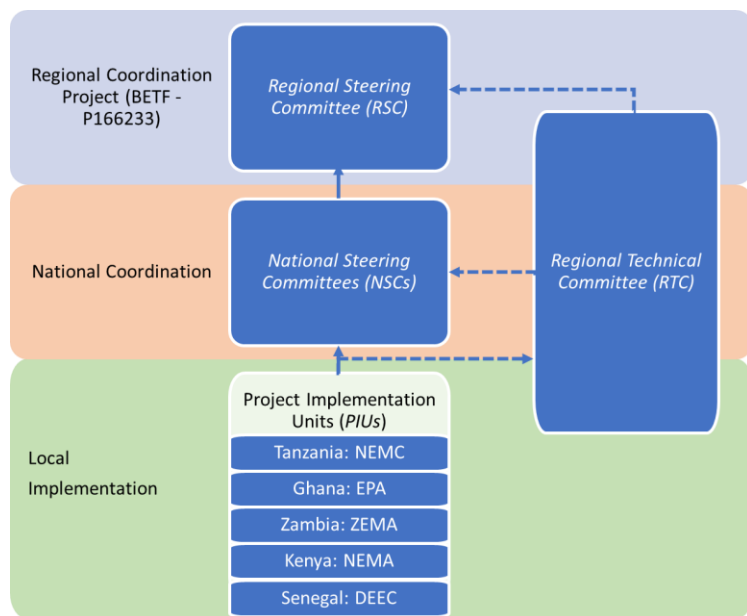 Regional Coordination
Project (BETF -
P166233)
Regional Steering
Committee (RSC)
National Coordination
National Steering
Committees (NSCs)
Regional Technical
Committee (RTC)
Local
Implementation
Project Implementation
Units (PIUs)
Tanzania: NEMC
Ghana: EPA
Zambia: ZEMA
Kenya: NEMA
Senegal: DEEC